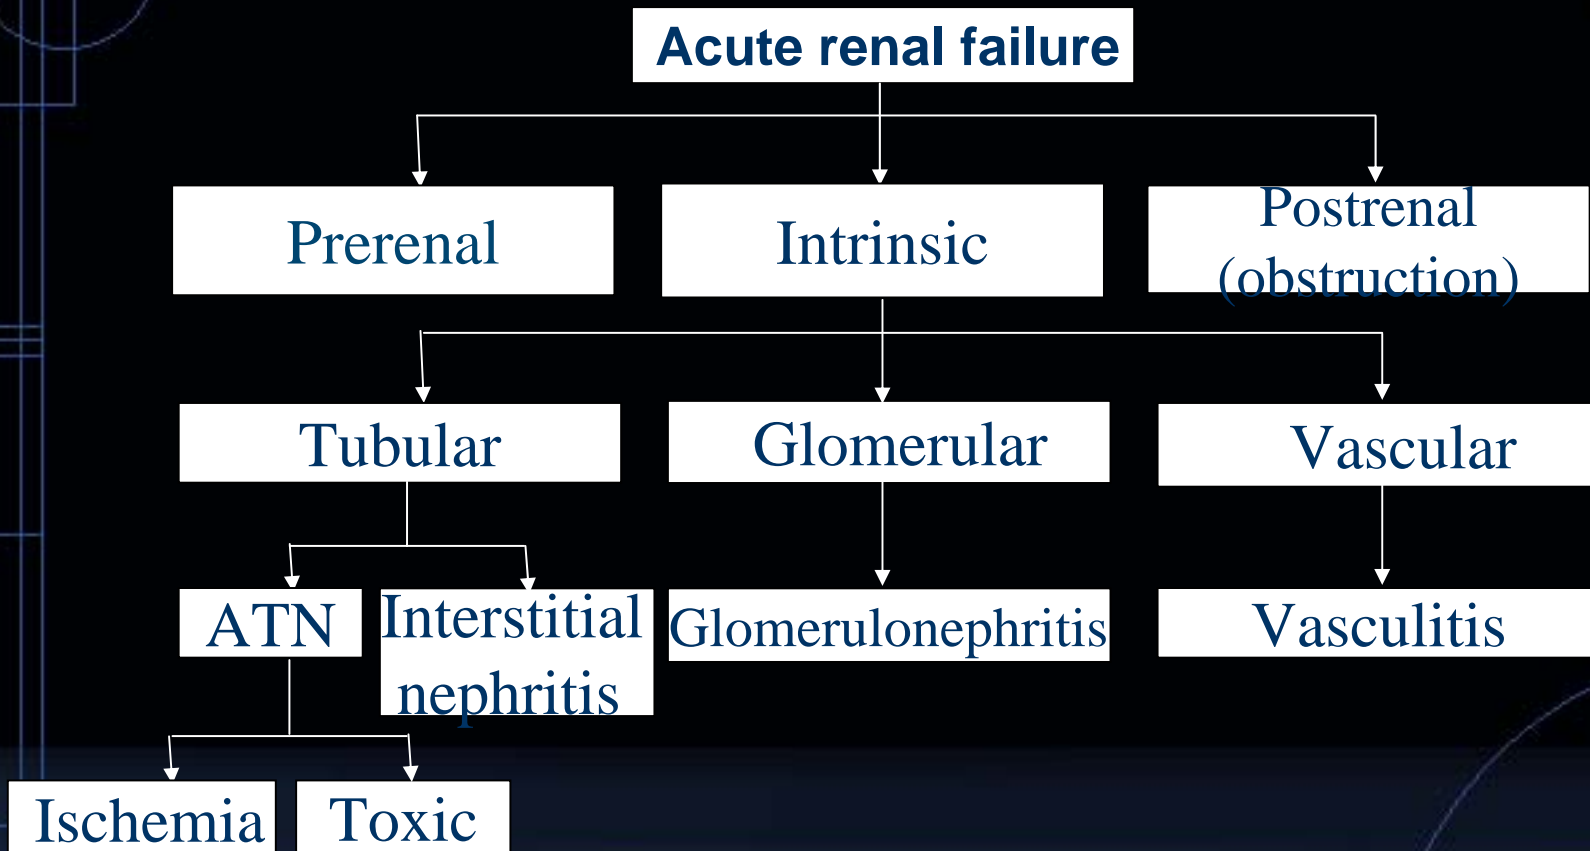 Acute renal failure
Prerenal
Intrinsic
Postrenal
(obstruction)
Tubular
Glomerular
Vascular
ATN
Interstitial
nephritis
Glomerulonephritis
Vasculitis
Ischemia
Toxic